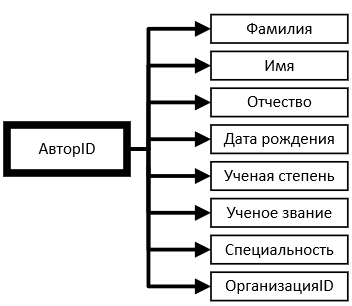 Фамилия
Имя
Отчество
АвторID
Дата рождения
Ученая степень
Ученое звание
Специальность
ОрганизацияID